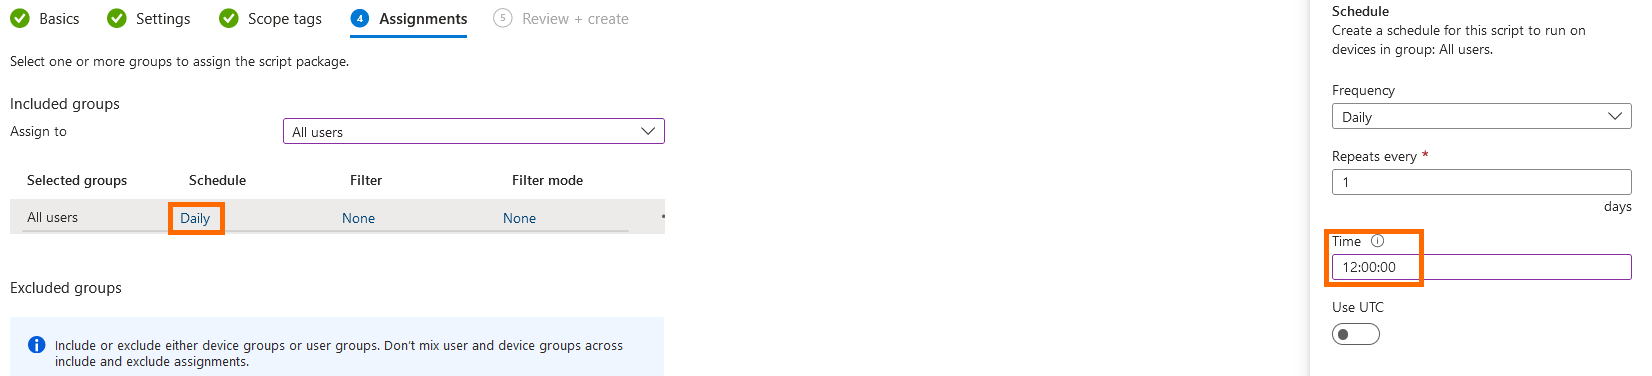 Basics
Settings
Scope tags
4 Assignments
5 Review + create
Select one or more groups to assign the script package.
Included groups
Assign to
All users
Selected groups Schedule Filter Filter mode
All users Daily None None
Excluded groups
Include or exclude either device groups or user groups. Don't mix user and device groups across
include and exclude assignments.
Schedule
Create a schedule for this script to run on
devices in group: All users.
Frequency
Daily
Repeats every *
1
days
Time
12:00:00
Use UTC